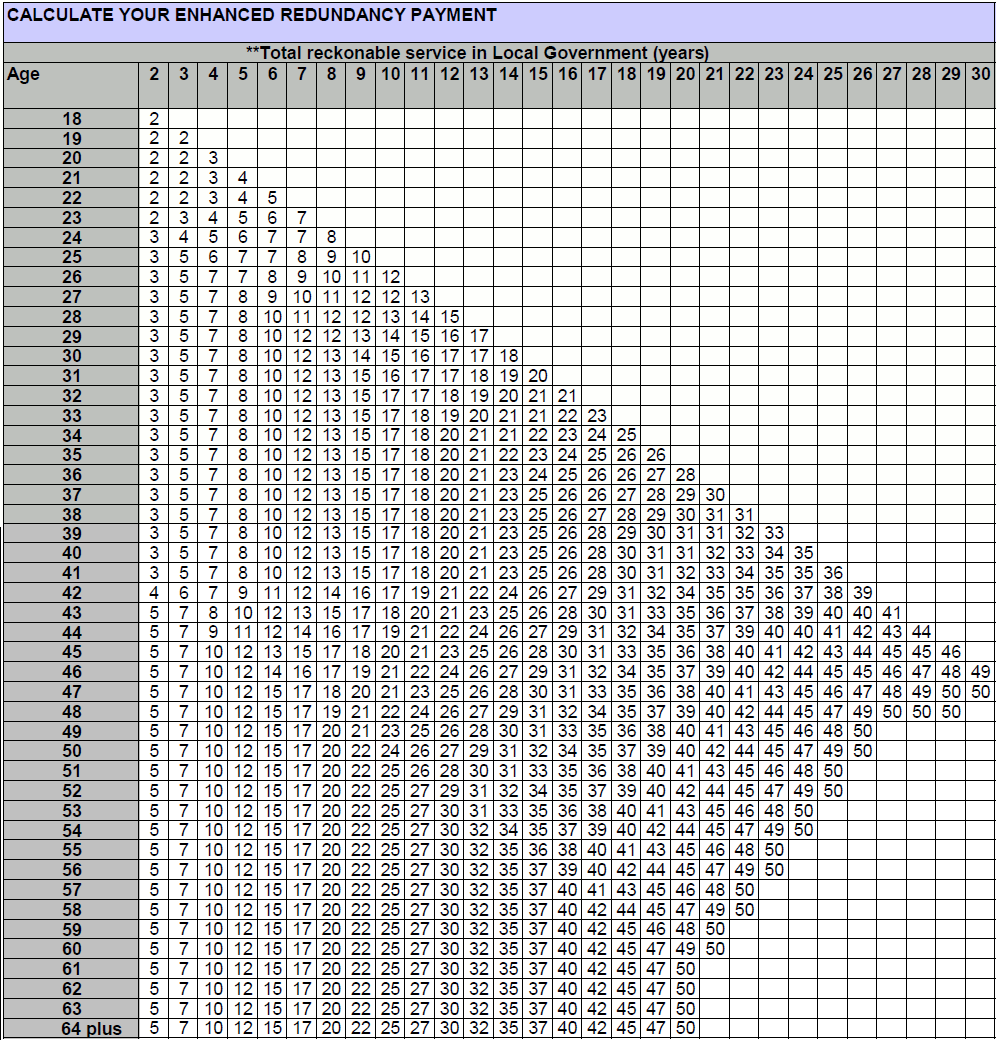 CALCULATE YOUR ENHANCED REDUNDANCY PAYMENT
**Total reckonable service in Local Government (years)
Age 2 3 4 5 6 7 8 9 10 11 12 13 14 15 16 17 18 19 20 21 22 23 24 25 26 27 28 29 30
18 2
19 2 2
20 2 2 3
21 2 2 3 4
22 2 2 3 4 5
23 2 3 4 5 6 7
24 3 4 5 6 7 7 8
25 3 5 6 7 7 8 9 10
26 3 5 7 7 8 9 10 11 12
27 3 5 7 8 9 10 11 12 12 13
28 3 5 7 8 10 11 12 12 13 14 15
29 3 5 7 8 10 12 12 13 14 15 16 17
30 3 5 7 8 10 12 13 14 15 16 17 17 18
31 3 5 7 8 10 12 13 15 16 17 17 18 19 20
32 3 5 7 8 10 12 13 15 17 17 18 19 20 21 21
33 3 5 7 8 10 12 13 15 17 18 19 20 21 21 22 23
34 3 5 7 8 10 12 13 15 17 18 20 21 21 22 23 24 25
35 3 5 7 8 10 12 13 15 17 18 20 21 22 23 24 25 26 26
36 3 5 7 8 10 12 13 15 17 18 20 21 23 24 25 26 26 27 28
37 3 5 7 8 10 12 13 15 17 18 20 21 23 25 26 26 27 28 29 30
38 3 5 7 8 10 12 13 15 17 18 20 21 23 25 26 27 28 29 30 31 31
39 3 5 7 8 10 12 13 15 17 18 20 21 23 25 26 28 29 30 31 31 32 33
40 3 5 7 8 10 12 13 15 17 18 20 21 23 25 26 28 30 31 31 32 33 34 35
41 3 5 7 8 10 12 13 15 17 18 20 21 23 25 26 28 30 31 32 33 34 35 35 36
42 4 6 7 9 11 12 14 16 17 19 21 22 24 26 27 29 31 32 34 35 35 36 37 38 39
43 5 7 8 10 12 13 15 17 18 20 21 23 25 26 28 30 31 33 35 36 37 38 39 40 40 41
44 5 7 9 11 12 14 16 17 19 21 22 24 26 27 29 31 32 34 35 37 39 40 40 41 42 43 44
45 5 7 10 12 13 15 17 18 20 21 23 25 26 28 30 31 33 35 36 38 40 41 42 43 44 45 45 46
46 5 7 10 12 14 16 17 19 21 22 24 26 27 29 31 32 34 35 37 39 40 42 44 45 45 46 47 48 49
47 5 7 10 12 15 17 18 20 21 23 25 26 28 30 31 33 35 36 38 40 41 43 45 46 47 48 49 50 50
48 5 7 10 12 15 17 19 21 22 24 26 27 29 31 32 34 35 37 39 40 42 44 45 47 49 50 50 50
49 5 7 10 12 15 17 20 21 23 25 26 28 30 31 33 35 36 38 40 41 43 45 46 48 50
50 5 7 10 12 15 17 20 22 24 26 27 29 31 32 34 35 37 39 40 42 44 45 47 49 50
51 5 7 10 12 15 17 20 22 25 26 28 30 31 33 35 36 38 40 41 43 45 46 48 50
52 5 7 10 12 15 17 20 22 25 27 29 31 32 34 35 37 39 40 42 44 45 47 49 50
53 5 7 10 12 15 17 20 22 25 27 30 31 33 35 36 38 40 41 43 45 46 48 50
54 5 7 10 12 15 17 20 22 25 27 30 32 34 35 37 39 40 42 44 45 47 49 50
55 5 7 10 12 15 17 20 22 25 27 30 32 35 36 38 40 41 43 45 46 48 50
56 5 7 10 12 15 17 20 22 25 27 30 32 35 37 39 40 42 44 45 47 49 50
57 5 7 10 12 15 17 20 22 25 27 30 32 35 37 40 41 43 45 46 48 50
58 5 7 10 12 15 17 20 22 25 27 30 32 35 37 40 42 44 45 47 49 50
59 5 7 10 12 15 17 20 22 25 27 30 32 35 37 40 42 45 46 48 50
60 5 7 10 12 15 17 20 22 25 27 30 32 35 37 40 42 45 47 49 50
61 5 7 10 12 15 17 20 22 25 27 30 32 35 37 40 42 45 47 50
62 5 7 10 12 15 17 20 22 25 27 30 32 35 37 40 42 45 47 50
63 5 7 10 12 15 17 20 22 25 27 30 32 35 37 40 42 45 47 50
64 plus 5 7 10 12 15 17 20 22 25 27 30 32 35 37 40 42 45 47 50